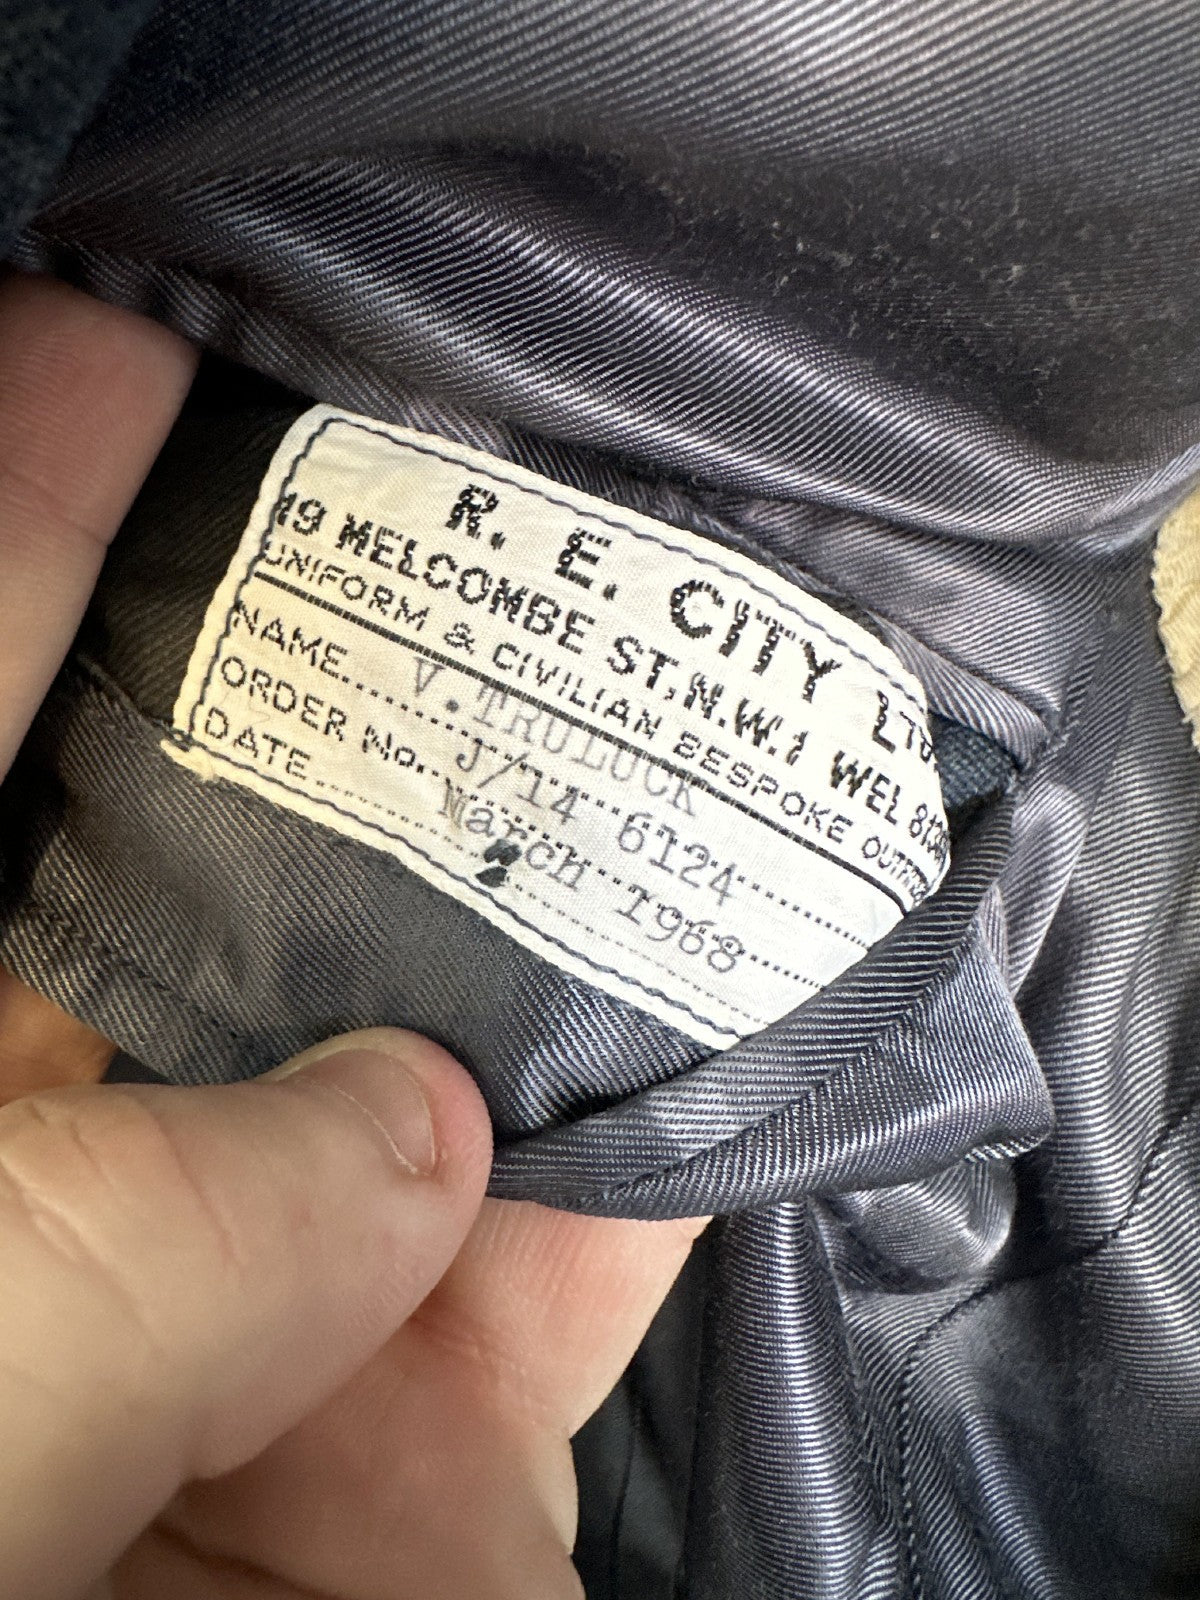 R. E. CITY LTD
19 MELCOMBE ST, N.W.1 WEL
UNIFORM & CIVILIAN BESPOKE
NAME.....V. TRULOCK
ORDER No. J/14 6124
DATE......March 1968